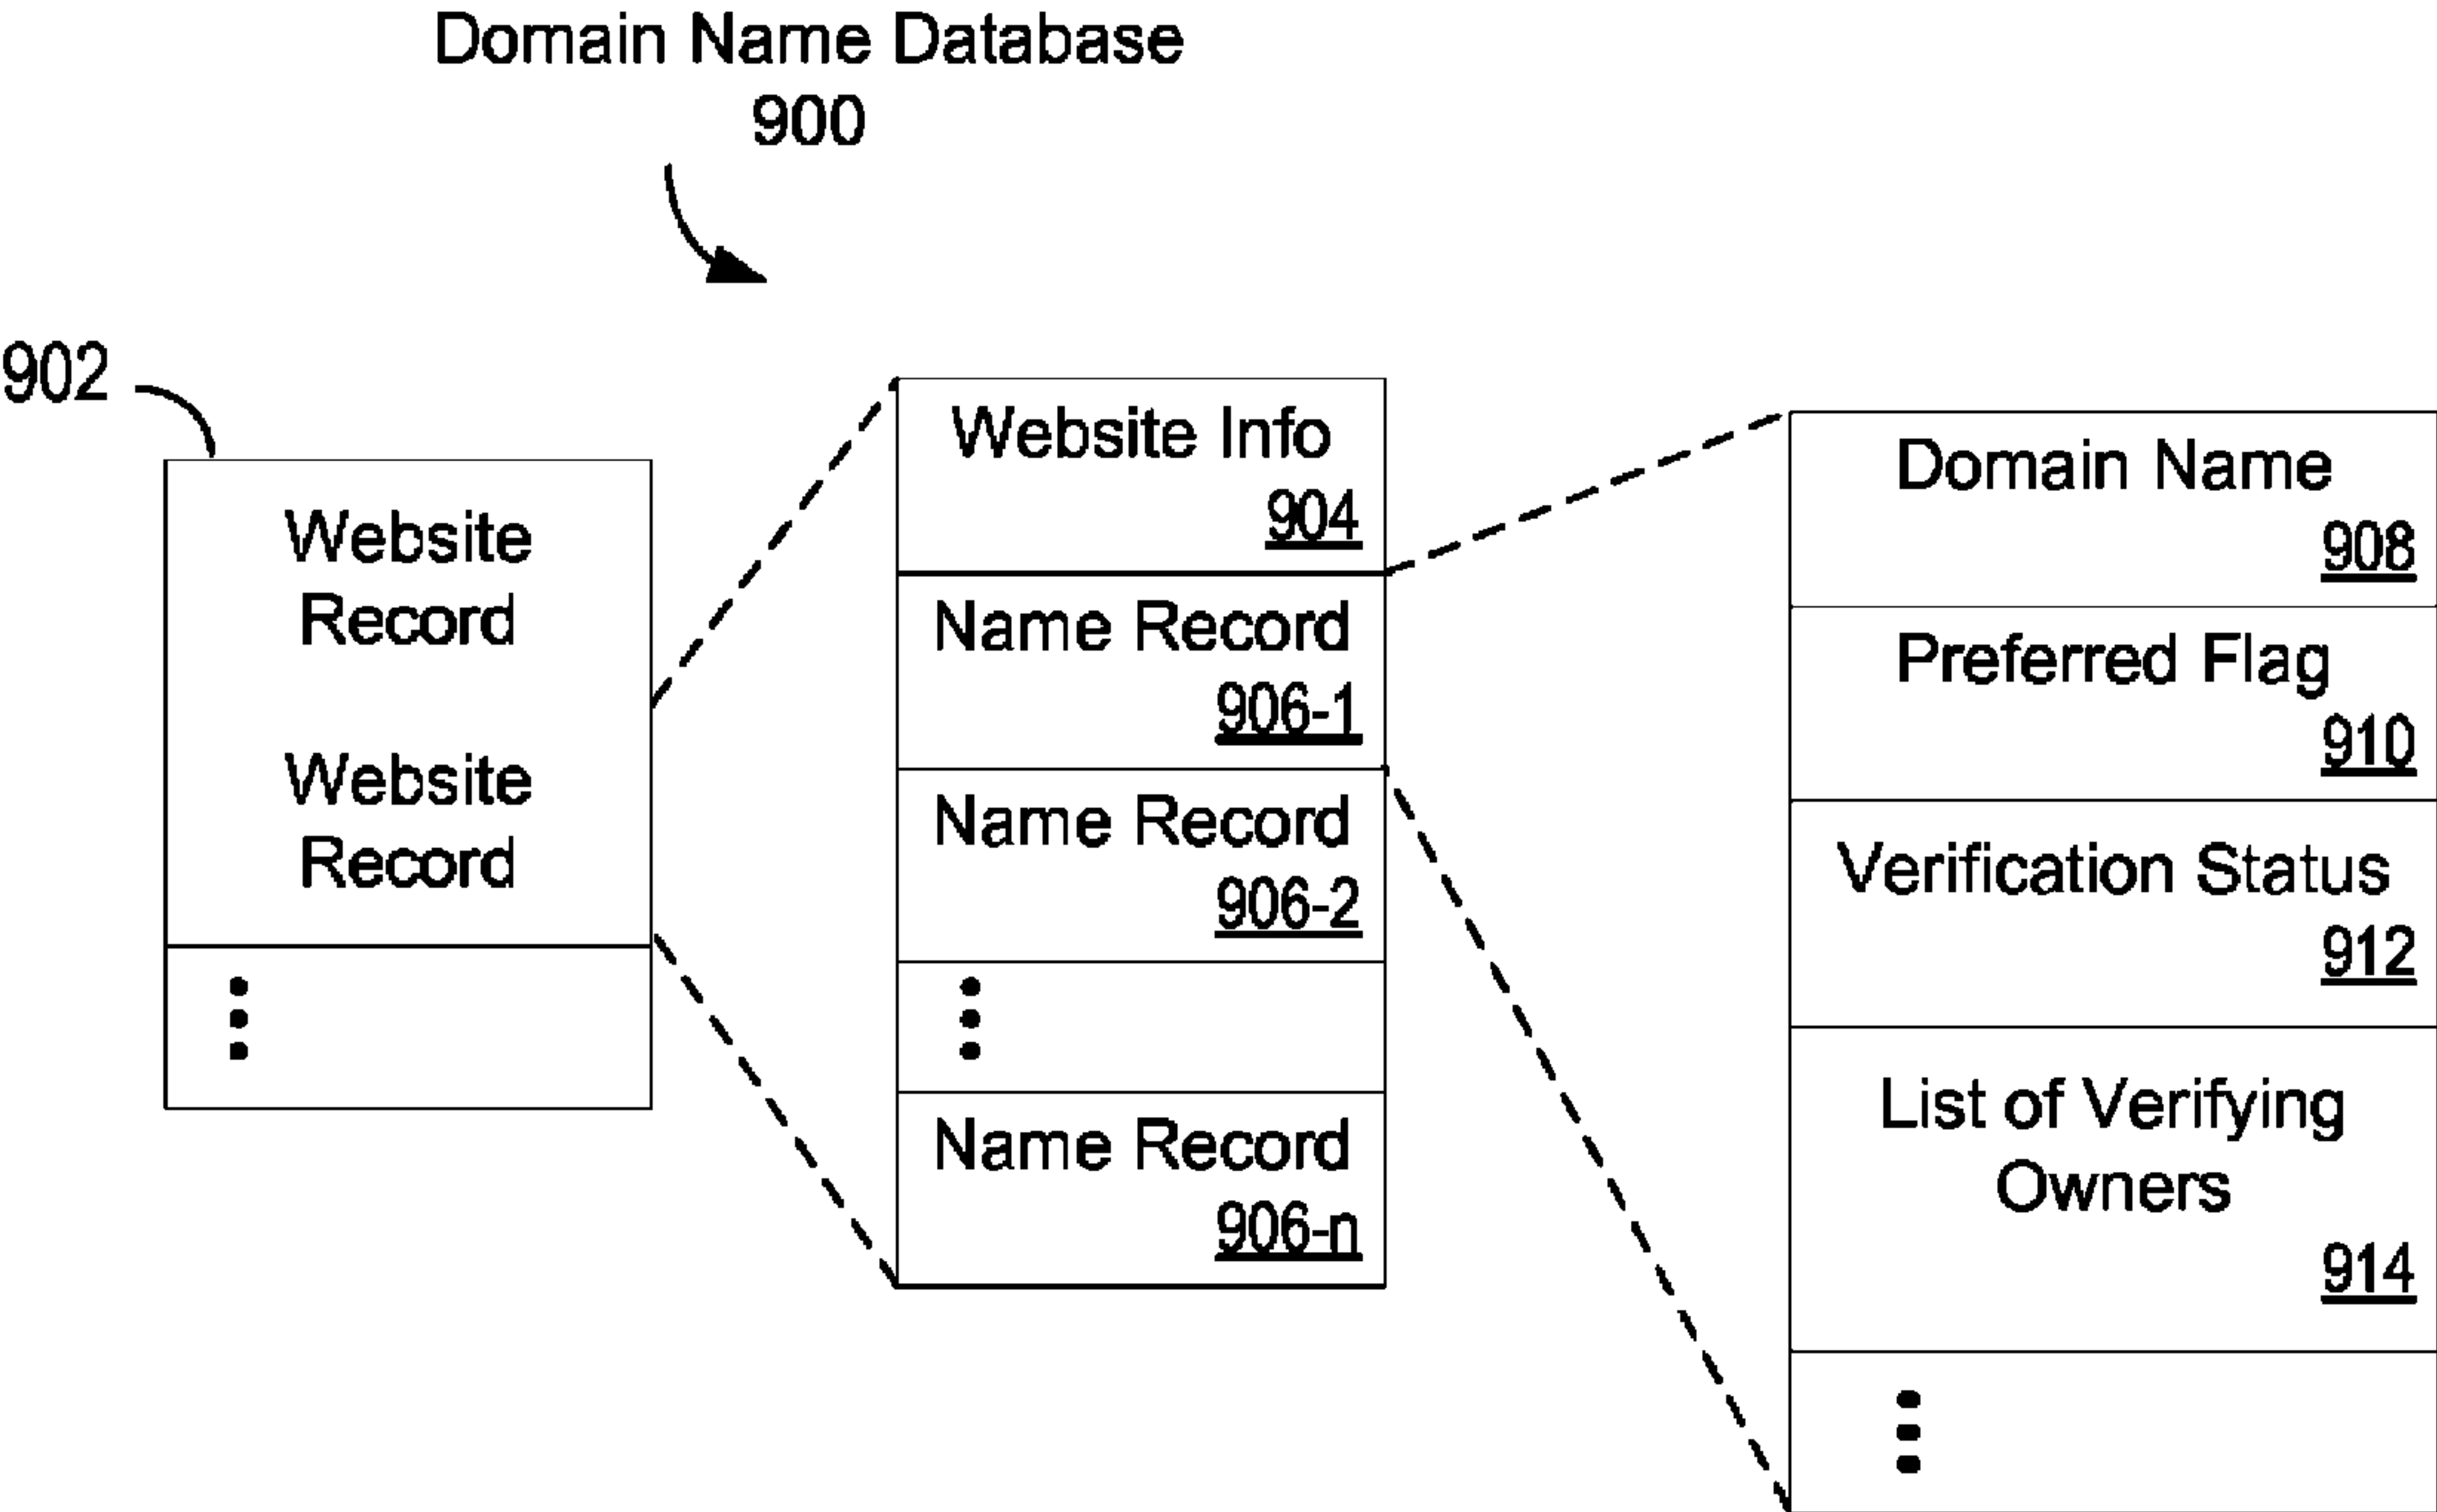 Domain Name Database
900
902
Website
Record
Website
Record
Website Info
904
Name Record
906-1
Name Record
906-2
Name Record
906-n
Domain Name
908
Preferred Flag
910
Verification Status
912
List of Verifying
Owners
914